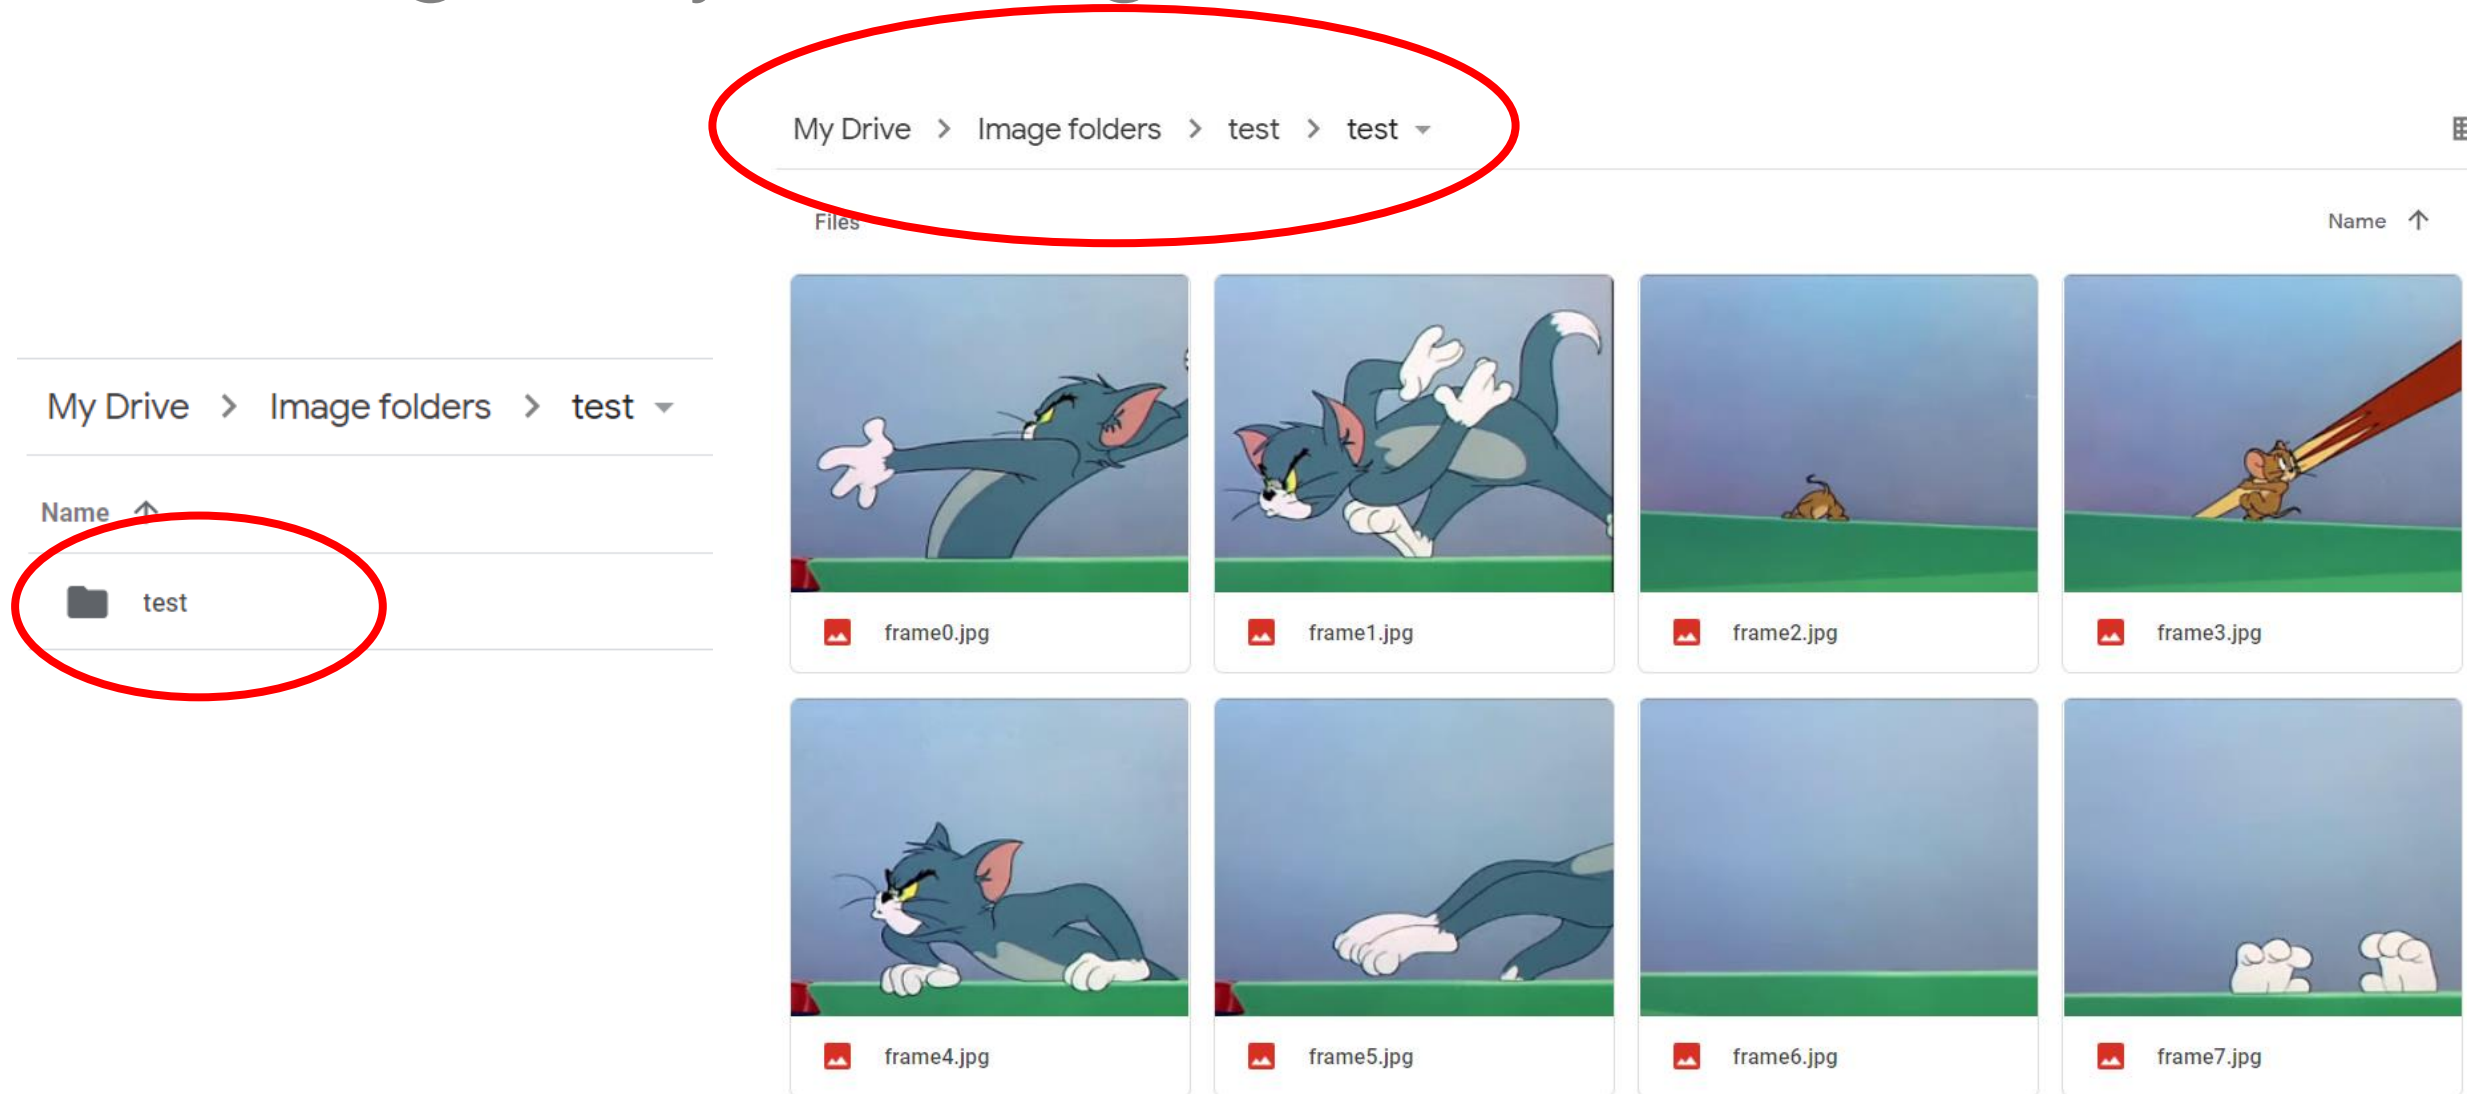 My Drive > Image folders > test
Name ↑
test
My Drive > Image folders > test > test
Files
Name ↑
frame0.jpg
frame1.jpg
frame2.jpg
frame3.jpg
frame4.jpg
frame5.jpg
frame6.jpg
frame7.jpg